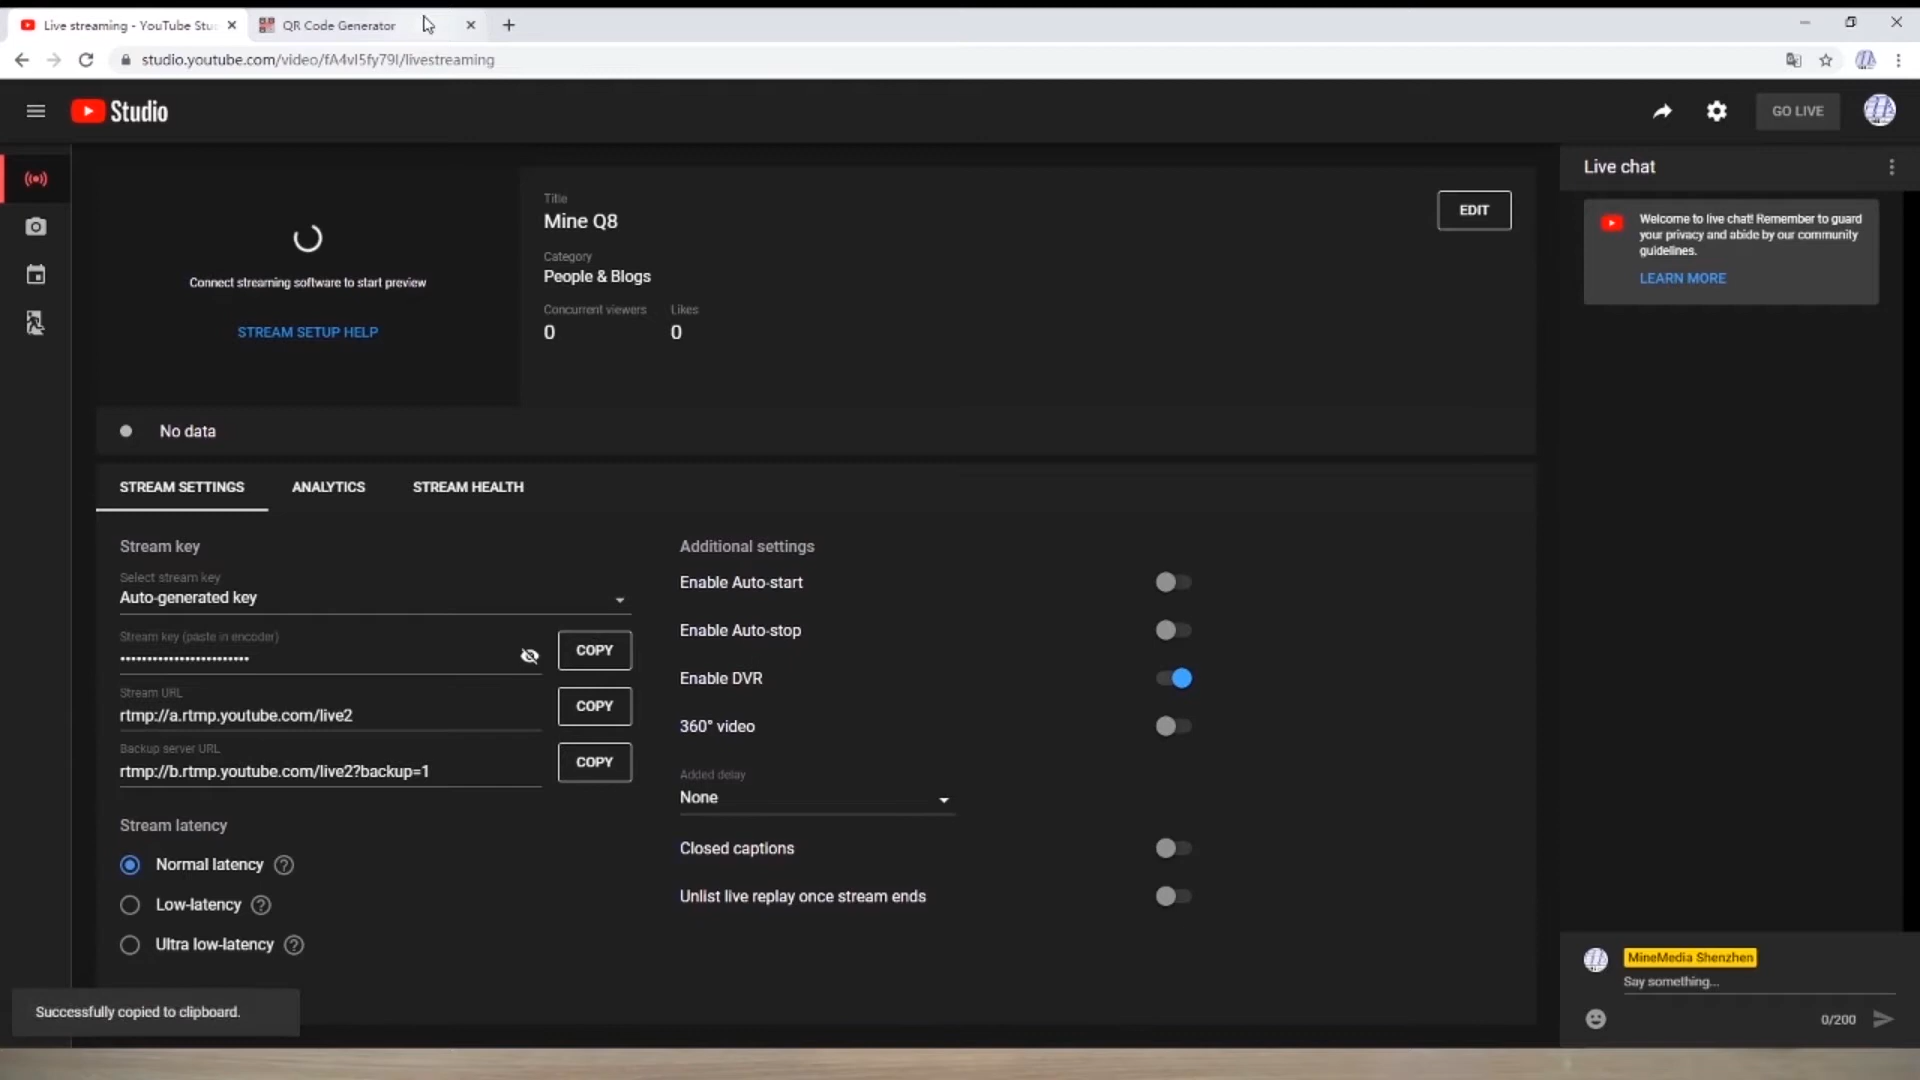 Live streaming - YouTube Stu
QR Code Generator
studio.youtube.com/video/fA4vI5fy79I/livestreaming
Studio
GO LIVE
Connect streaming software to start preview
STREAM SETUP HELP
Title
Mine Q8
Category
People & Blogs
Concurrent viewers
Likes
0
0
EDIT
No data
STREAM SETTINGS
ANALYTICS
STREAM HEALTH
Stream key
Select stream key
Auto-generated key
Stream key (paste in encoder)
••••••••••••••••••••••••
COPY
Stream URL
rtmp://a.rtmp.youtube.com/live2
COPY
Backup server URL
rtmp://b.rtmp.youtube.com/live2?backup=1
COPY
Stream latency
Normal latency
Low-latency
Ultra low-latency
Additional settings
Enable Auto-start
Enable Auto-stop
Enable DVR
360° video
Added delay
None
Closed captions
Unlist live replay once stream ends
Live chat
Welcome to live chat! Remember to guard
your privacy and abide by our community
guidelines.
LEARN MORE
MineMedia Shenzhen
Say something...
0/200
Successfully copied to clipboard.